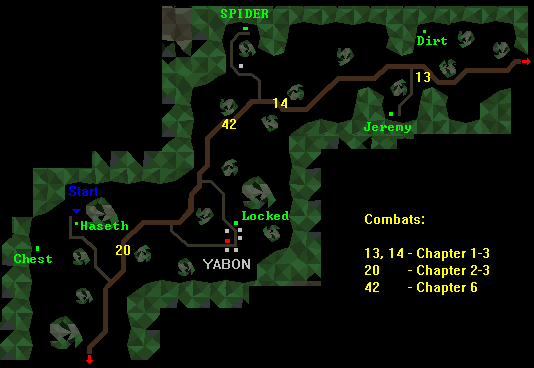 SPIDER
Dirt
13
14
Jeremy
42
Start
Haseth
Locked
Combats:
20
Chest
YABON
13, 14 - Chapter 1-3
20 - Chapter 2-3
42 - Chapter 6